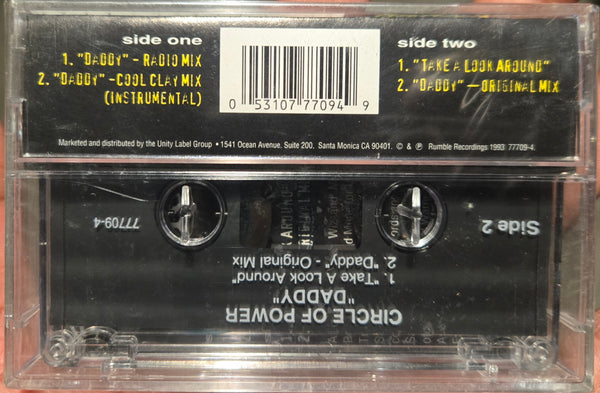 side one
1. "DADDY" - RADIO MIX
2. "DADDY" - COOL CLAY MIX
(INSTRUMENTAL)
0 53107 77094 9
side two
1. "TAKE A LOOK AROUND"
2. "DADDY" — ORIGINAL MIX
Marketed and distributed by the Unity Label Group • 1541 Ocean Avenue. Suite 200. Santa Monica CA 90401. © & ℗ Rumble Recordings 1993 77709-4.
CIRCLE OF POWER
"DADDY"
1. "Take A Look Around"
2. "Daddy" - Original Mix
Side 2
77709-4